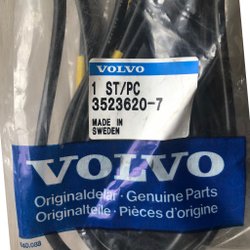 VOLVO
1 ST/PC
3523620-7
MADE IN
SWEDEN
VOLVO
Originaldelar · Genuine Parts
Originalteile · Pièces d'origine